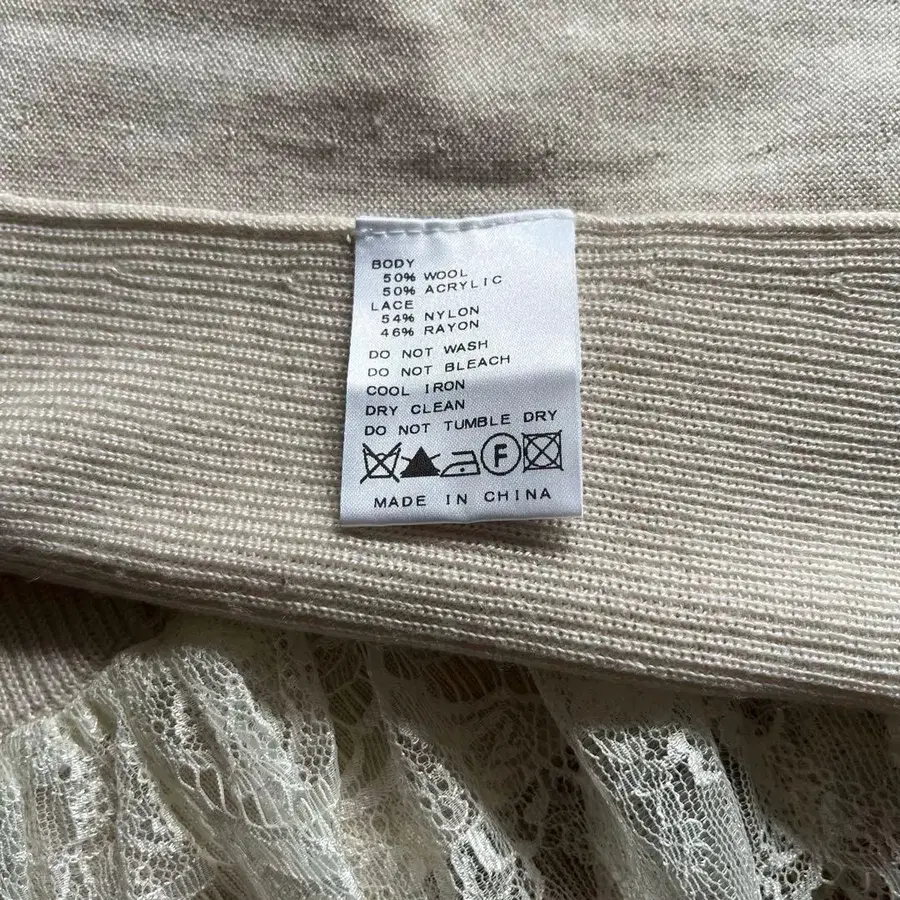 BODY
50% WOOL
50% ACRYLIC
LACE
54% NYLON
46% RAYON
DO NOT WASH
DO NOT BLEACH
COOL IRON
DRY CLEAN
DO NOT TUMBLE DRY
F
MADE IN CHINA